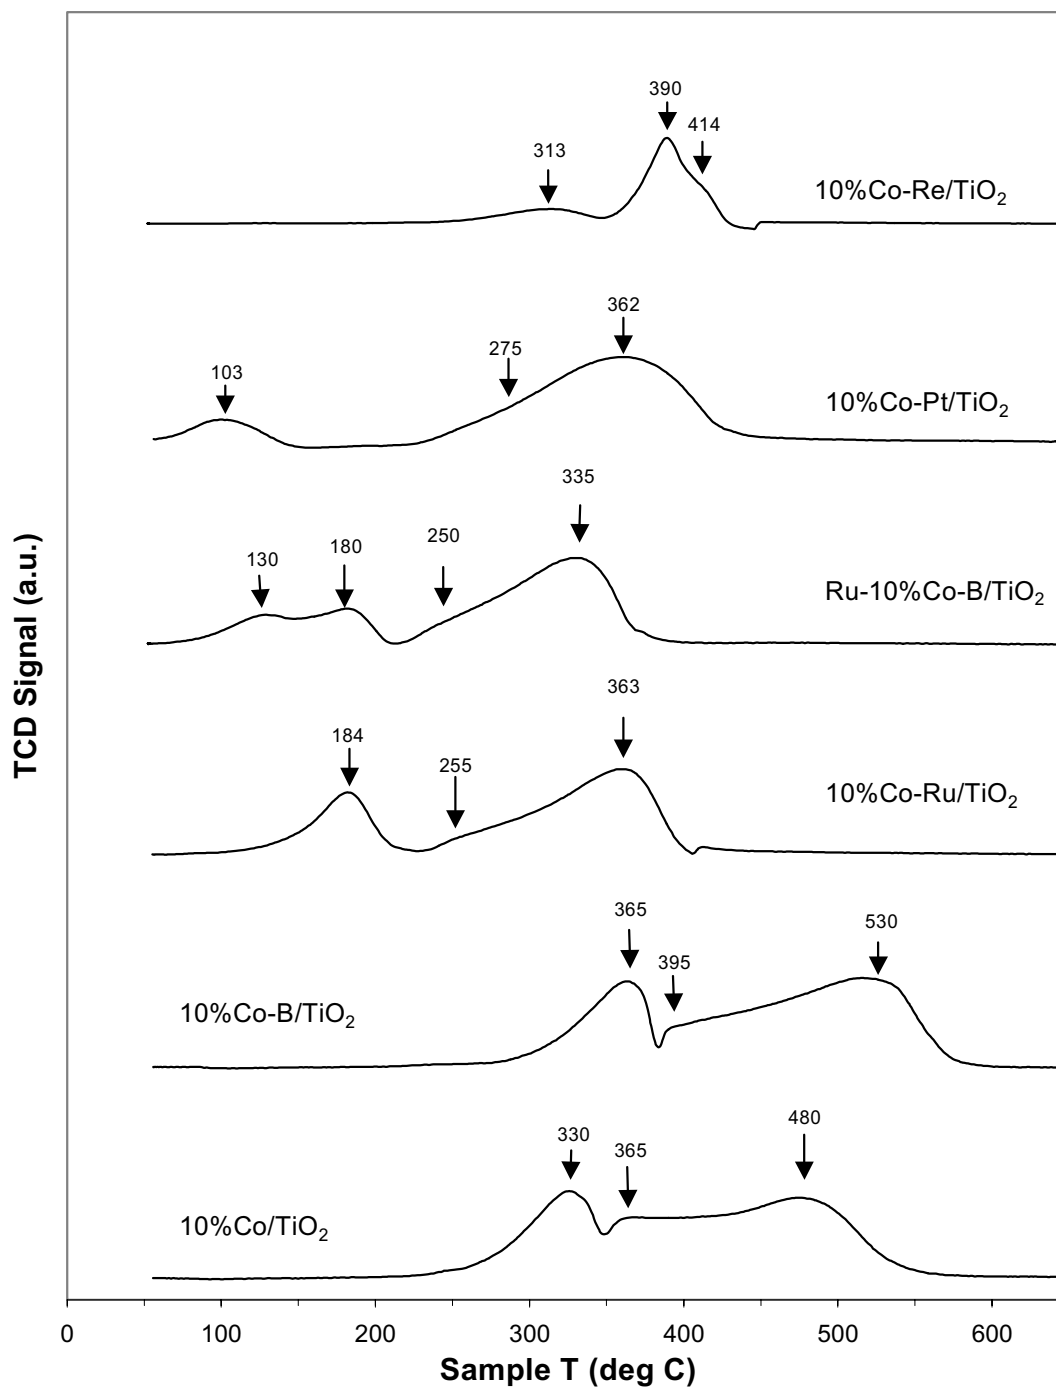 390
414
313
10%Co-Re/TiO₂
362
275
103
10%Co-Pt/TiO₂
335
250
180
130
Ru-10%Co-B/TiO₂
363
184
255
10%Co-Ru/TiO₂
365
530
395
10%Co-B/TiO₂
480
330
365
10%Co/TiO₂
TCD Signal (a.u.)
0 100 200 300 400 500 600
Sample T (deg C)